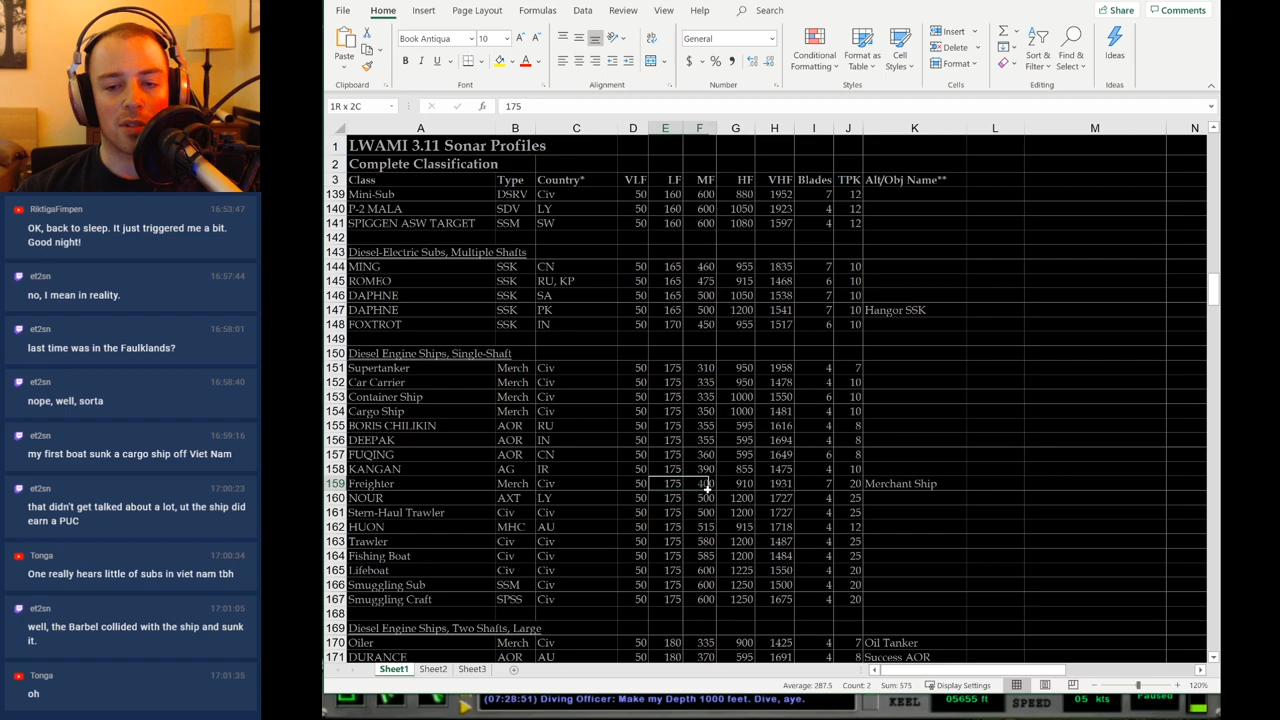 File Home Insert Page Layout Formulas Data Review View Help Search Share Comments
Paste Book Antiqua 10 General Conditional Formatting Format as Table Cell Styles Insert Delete Format Sort & Filter Find & Select Ideas
Clipboard Font Alignment Number Styles Cells Editing Ideas
1R x 2C 175
A B C D E F G H I J K L M N
1 LWAMI 3.11 Sonar Profiles
2 Complete Classification
3 Class Type Country* VLF LF MF HF VHF Blades TPK Alt/Obj Name**
139 Mini-Sub DSRV Civ 50 160 600 880 1952 7 12
140 P-2 MALA SDV LY 50 160 600 1050 1923 4 12
141 SPIGGEN ASW TARGET SSM SW 50 160 600 1080 1597 4 12
142
143 Diesel-Electric Subs, Multiple Shafts
144 MING SSK CN 50 165 460 955 1835 7 10
145 ROMEO SSK RU, KP 50 165 475 915 1468 6 10
146 DAPHNE SSK SA 50 165 500 1050 1538 7 10
147 DAPHNE SSK PK 50 165 500 1200 1541 7 10 Hangor SSK
148 FOXTROT SSK IN 50 170 450 955 1517 6 10
149
150 Diesel Engine Ships, Single-Shaft
151 Supertanker Merch Civ 50 175 310 950 1958 4 7
152 Car Carrier Merch Civ 50 175 335 950 1478 4 10
153 Container Ship Merch Civ 50 175 335 1000 1550 6 10
154 Cargo Ship Merch Civ 50 175 350 1000 1481 4 10
155 BORIS CHILIKIN AOR RU 50 175 355 595 1616 4 8
156 DEEPAK AOR IN 50 175 355 595 1694 4 8
157 FUQING AOR CN 50 175 360 595 1649 6 8
158 KANGAN AG IR 50 175 390 855 1475 4 10
159 Freighter Merch Civ 50 175 400 910 1931 7 20 Merchant Ship
160 NOUR AXT LY 50 175 500 1200 1727 4 25
161 Stern-Haul Trawler Civ Civ 50 175 500 1200 1727 4 25
162 HUON MHC AU 50 175 515 915 1718 4 12
163 Trawler Civ Civ 50 175 580 1200 1487 4 25
164 Fishing Boat Civ Civ 50 175 585 1200 1484 4 25
165 Lifeboat Civ Civ 50 175 600 1225 1550 4 20
166 Smuggling Sub SSM Civ 50 175 600 1250 1500 4 20
167 Smuggling Craft SPSS Civ 50 175 600 1250 1675 4 20
168
169 Diesel Engine Ships, Two Shafts, Large
170 Oiler Merch Civ 50 180 335 900 1425 4 7 Oil Tanker
171 DURANCE AOR AU 50 180 370 595 1691 4 8 Success AOR
Sheet1 Sheet2 Sheet3
Average: 287.5 Count: 2 Sum: 575 Display Settings 120%
(07:28:51) Diving Officer: Make my Depth 1000 feet. Dive, aye.
KEEL 05655 ft SPEED 05 kts Paused
RiktigaFimpen 16:53:47
OK, back to sleep. It just triggered me a bit.
Good night!
et2sn 16:57:44
no, I mean in reality.
et2sn 16:58:01
last time was in the Faulklands?
et2sn 16:58:40
nope, well, sorta
et2sn 16:59:16
my first boat sunk a cargo ship off Viet Nam
et2sn 17:00:23
that didn't get talked about a lot, ut the ship did
earn a PUC
Tonga 17:00:34
One really hears little of subs in viet nam tbh
et2sn 17:01:05
well, the Barbel collided with the ship and sunk
it.
Tonga 17:01:35
oh